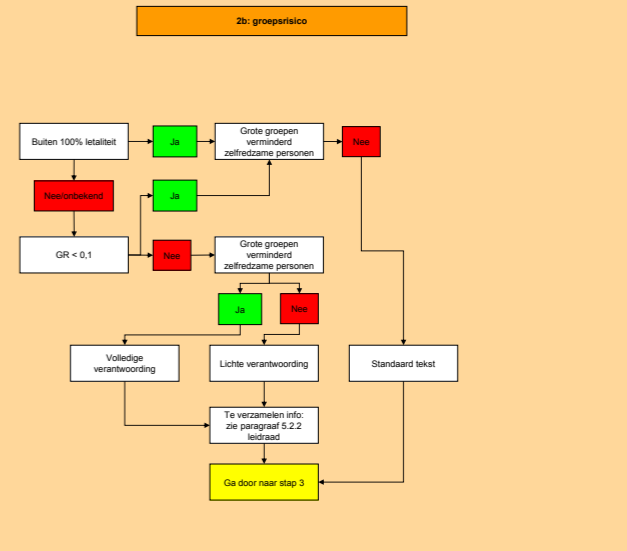 2b: groepsrisico
Buiten 100% letaliteit
Ja
Grote groepen
verminderd
zelfredzame personen
Nee
Nee/onbekend
Ja
GR < 0,1
Nee
Grote groepen
verminderd
zelfredzame personen
Ja
Nee
Volledige
verantwoording
Lichte verantwoording
Standaard tekst
Te verzamelen info:
zie paragraaf 5.2.2
leidraad
Ga door naar stap 3